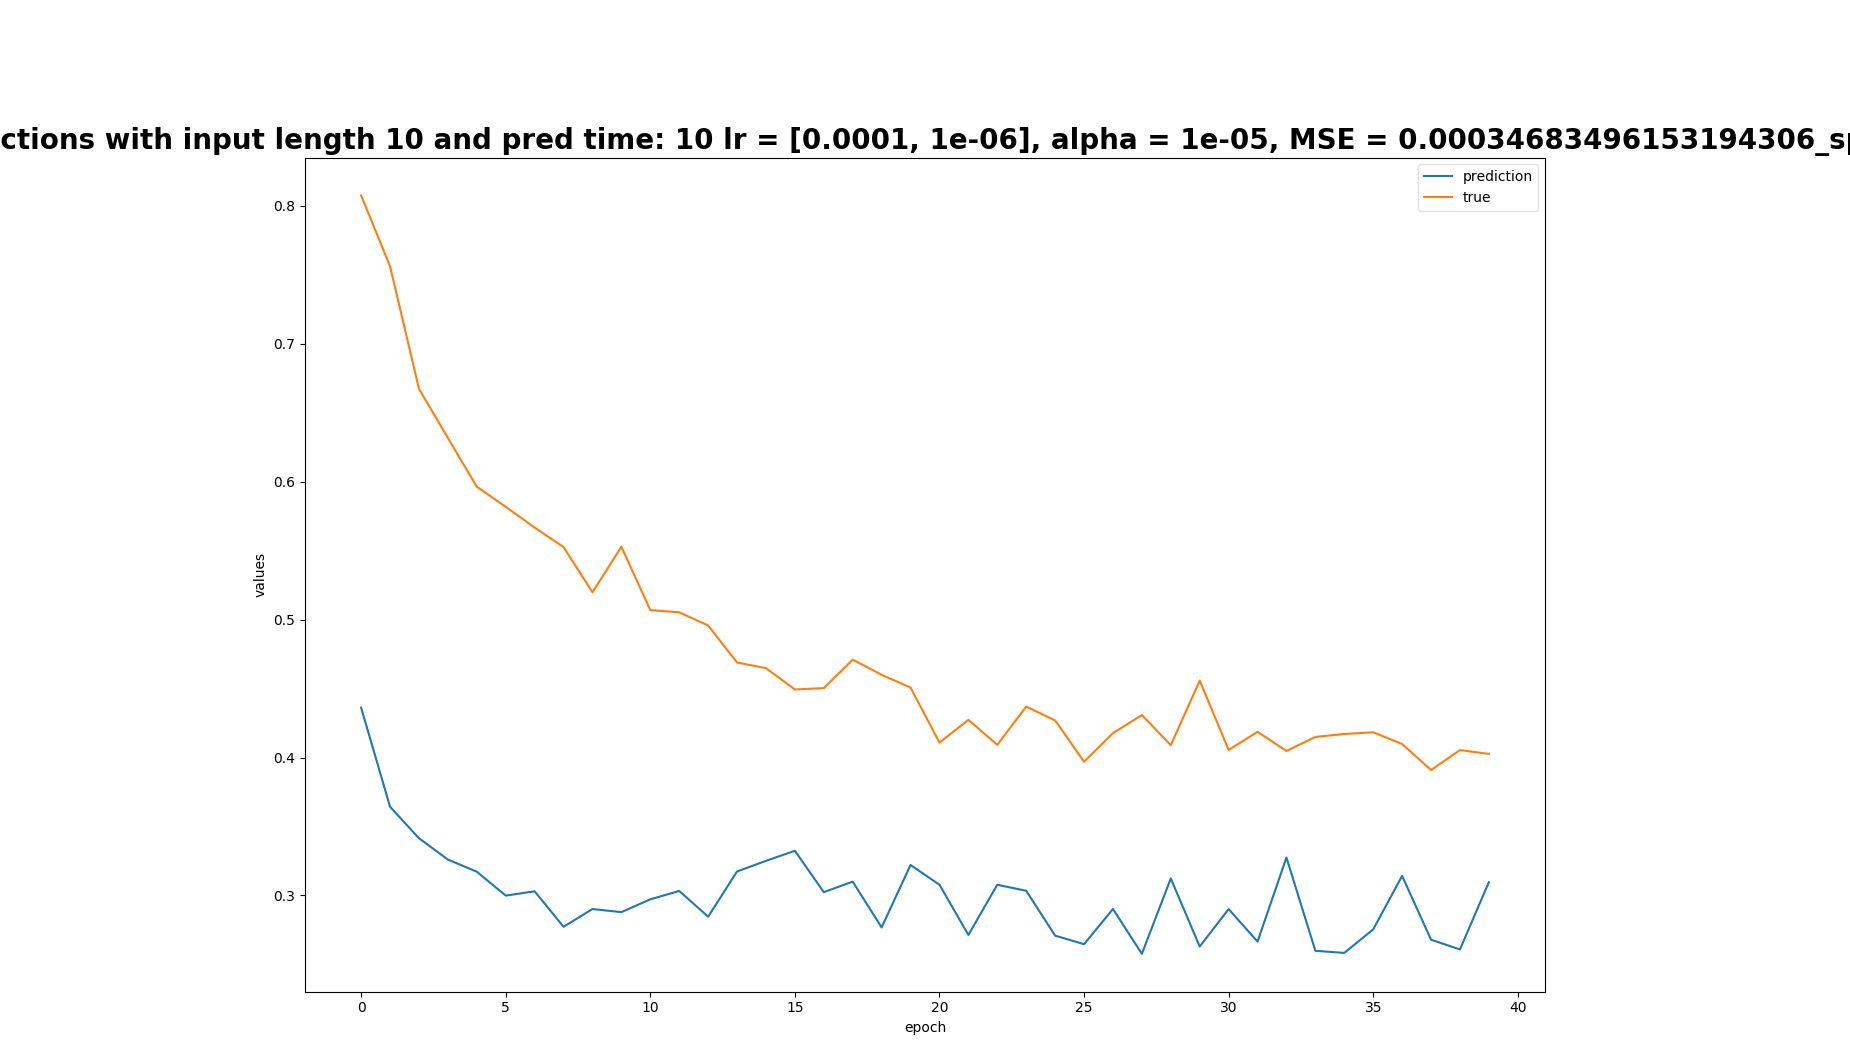 ctions with input length 10 and pred time: 10 lr = [0.0001, 1e-06], alpha = 1e-05, MSE = 0.00034683496153194306_sp
prediction
true
0.8
0.7
0.6
0.5
0.4
0.3
values
0 5 10 15 20 25 30 35 40
epoch